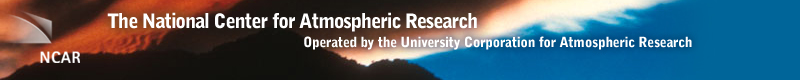 The National Center for Atmospheric Research
Operated by the University Corporation for Atmospheric Research
NCAR